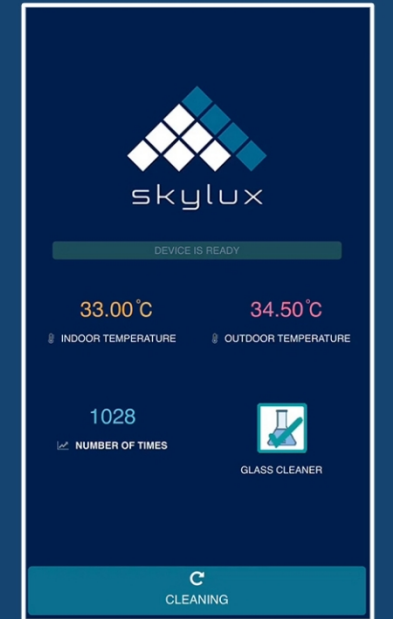 skylux
DEVICE IS READY
33.00°C
34.50°C
INDOOR TEMPERATURE
OUTDOOR TEMPERATURE
1028
NUMBER OF TIMES
GLASS CLEANER
CLEANING